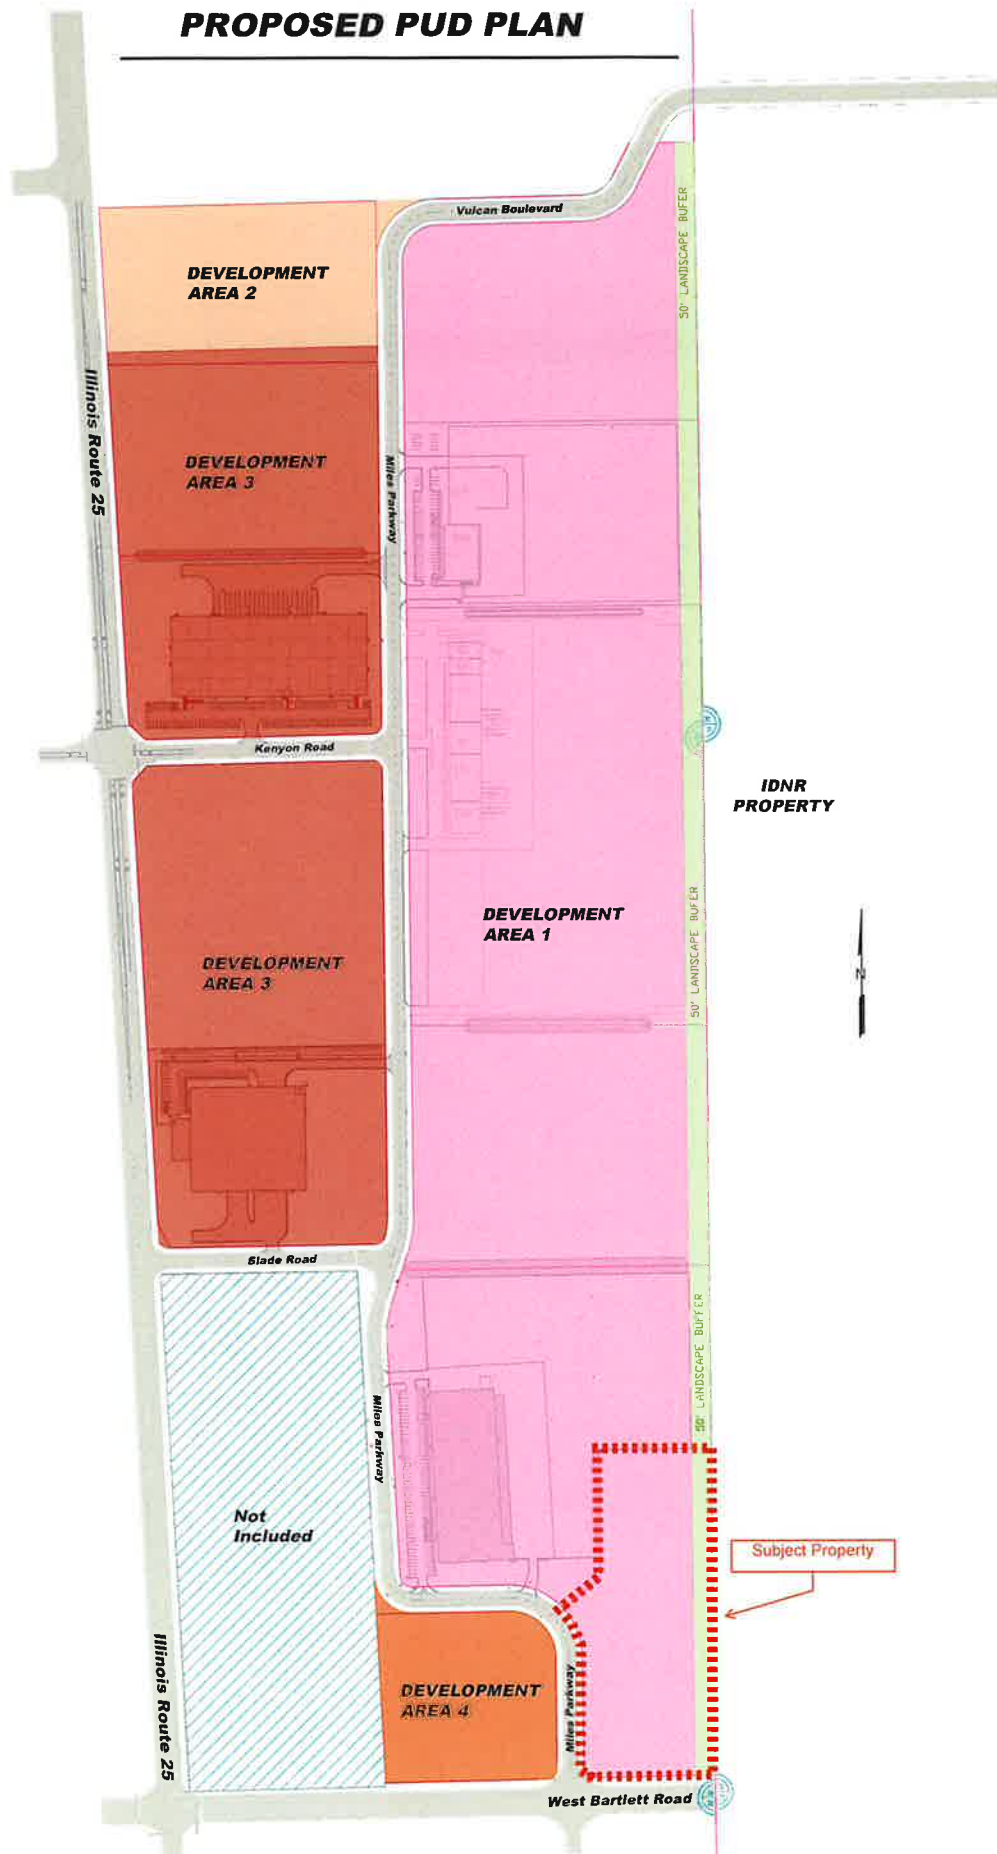 PROPOSED PUD PLAN
Vulcan Boulevard
50' LANDSCAPE BUFER
DEVELOPMENT
AREA 2
Illinois Route 25
DEVELOPMENT
AREA 3
Miles Parkway
Kenyon Road
IDNR
PROPERTY
DEVELOPMENT
AREA 1
50' LANDSCAPE BUFER
DEVELOPMENT
AREA 3
N
Slade Road
50' LANDSCAPE BUFFER
Miles Parkway
Not
Included
Subject Property
Illinois Route 25
DEVELOPMENT
AREA 4
Miles Parkway
West Bartlett Road